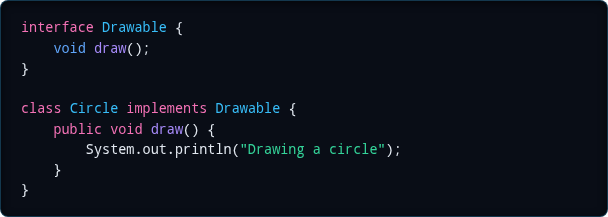 interface Drawable {
    void draw();
}

class Circle implements Drawable {
    public void draw() {
        System.out.println("Drawing a circle");
    }
}